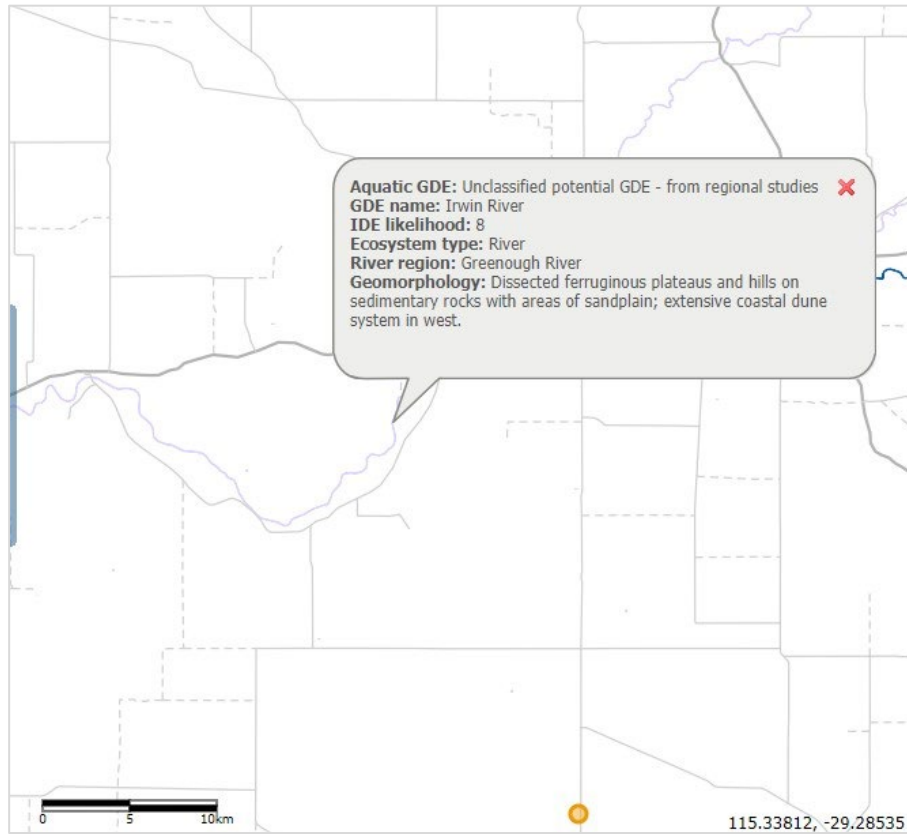 Aquatic GDE: Unclassified potential GDE - from regional studies
GDE name: Irwin River
IDE likelihood: 8
Ecosystem type: River
River region: Greenough River
Geomorphology: Dissected ferruginous plateaus and hills on
sedimentary rocks with areas of sandplain; extensive coastal dune
system in west.
0 5 10km
115.33812, -29.28535